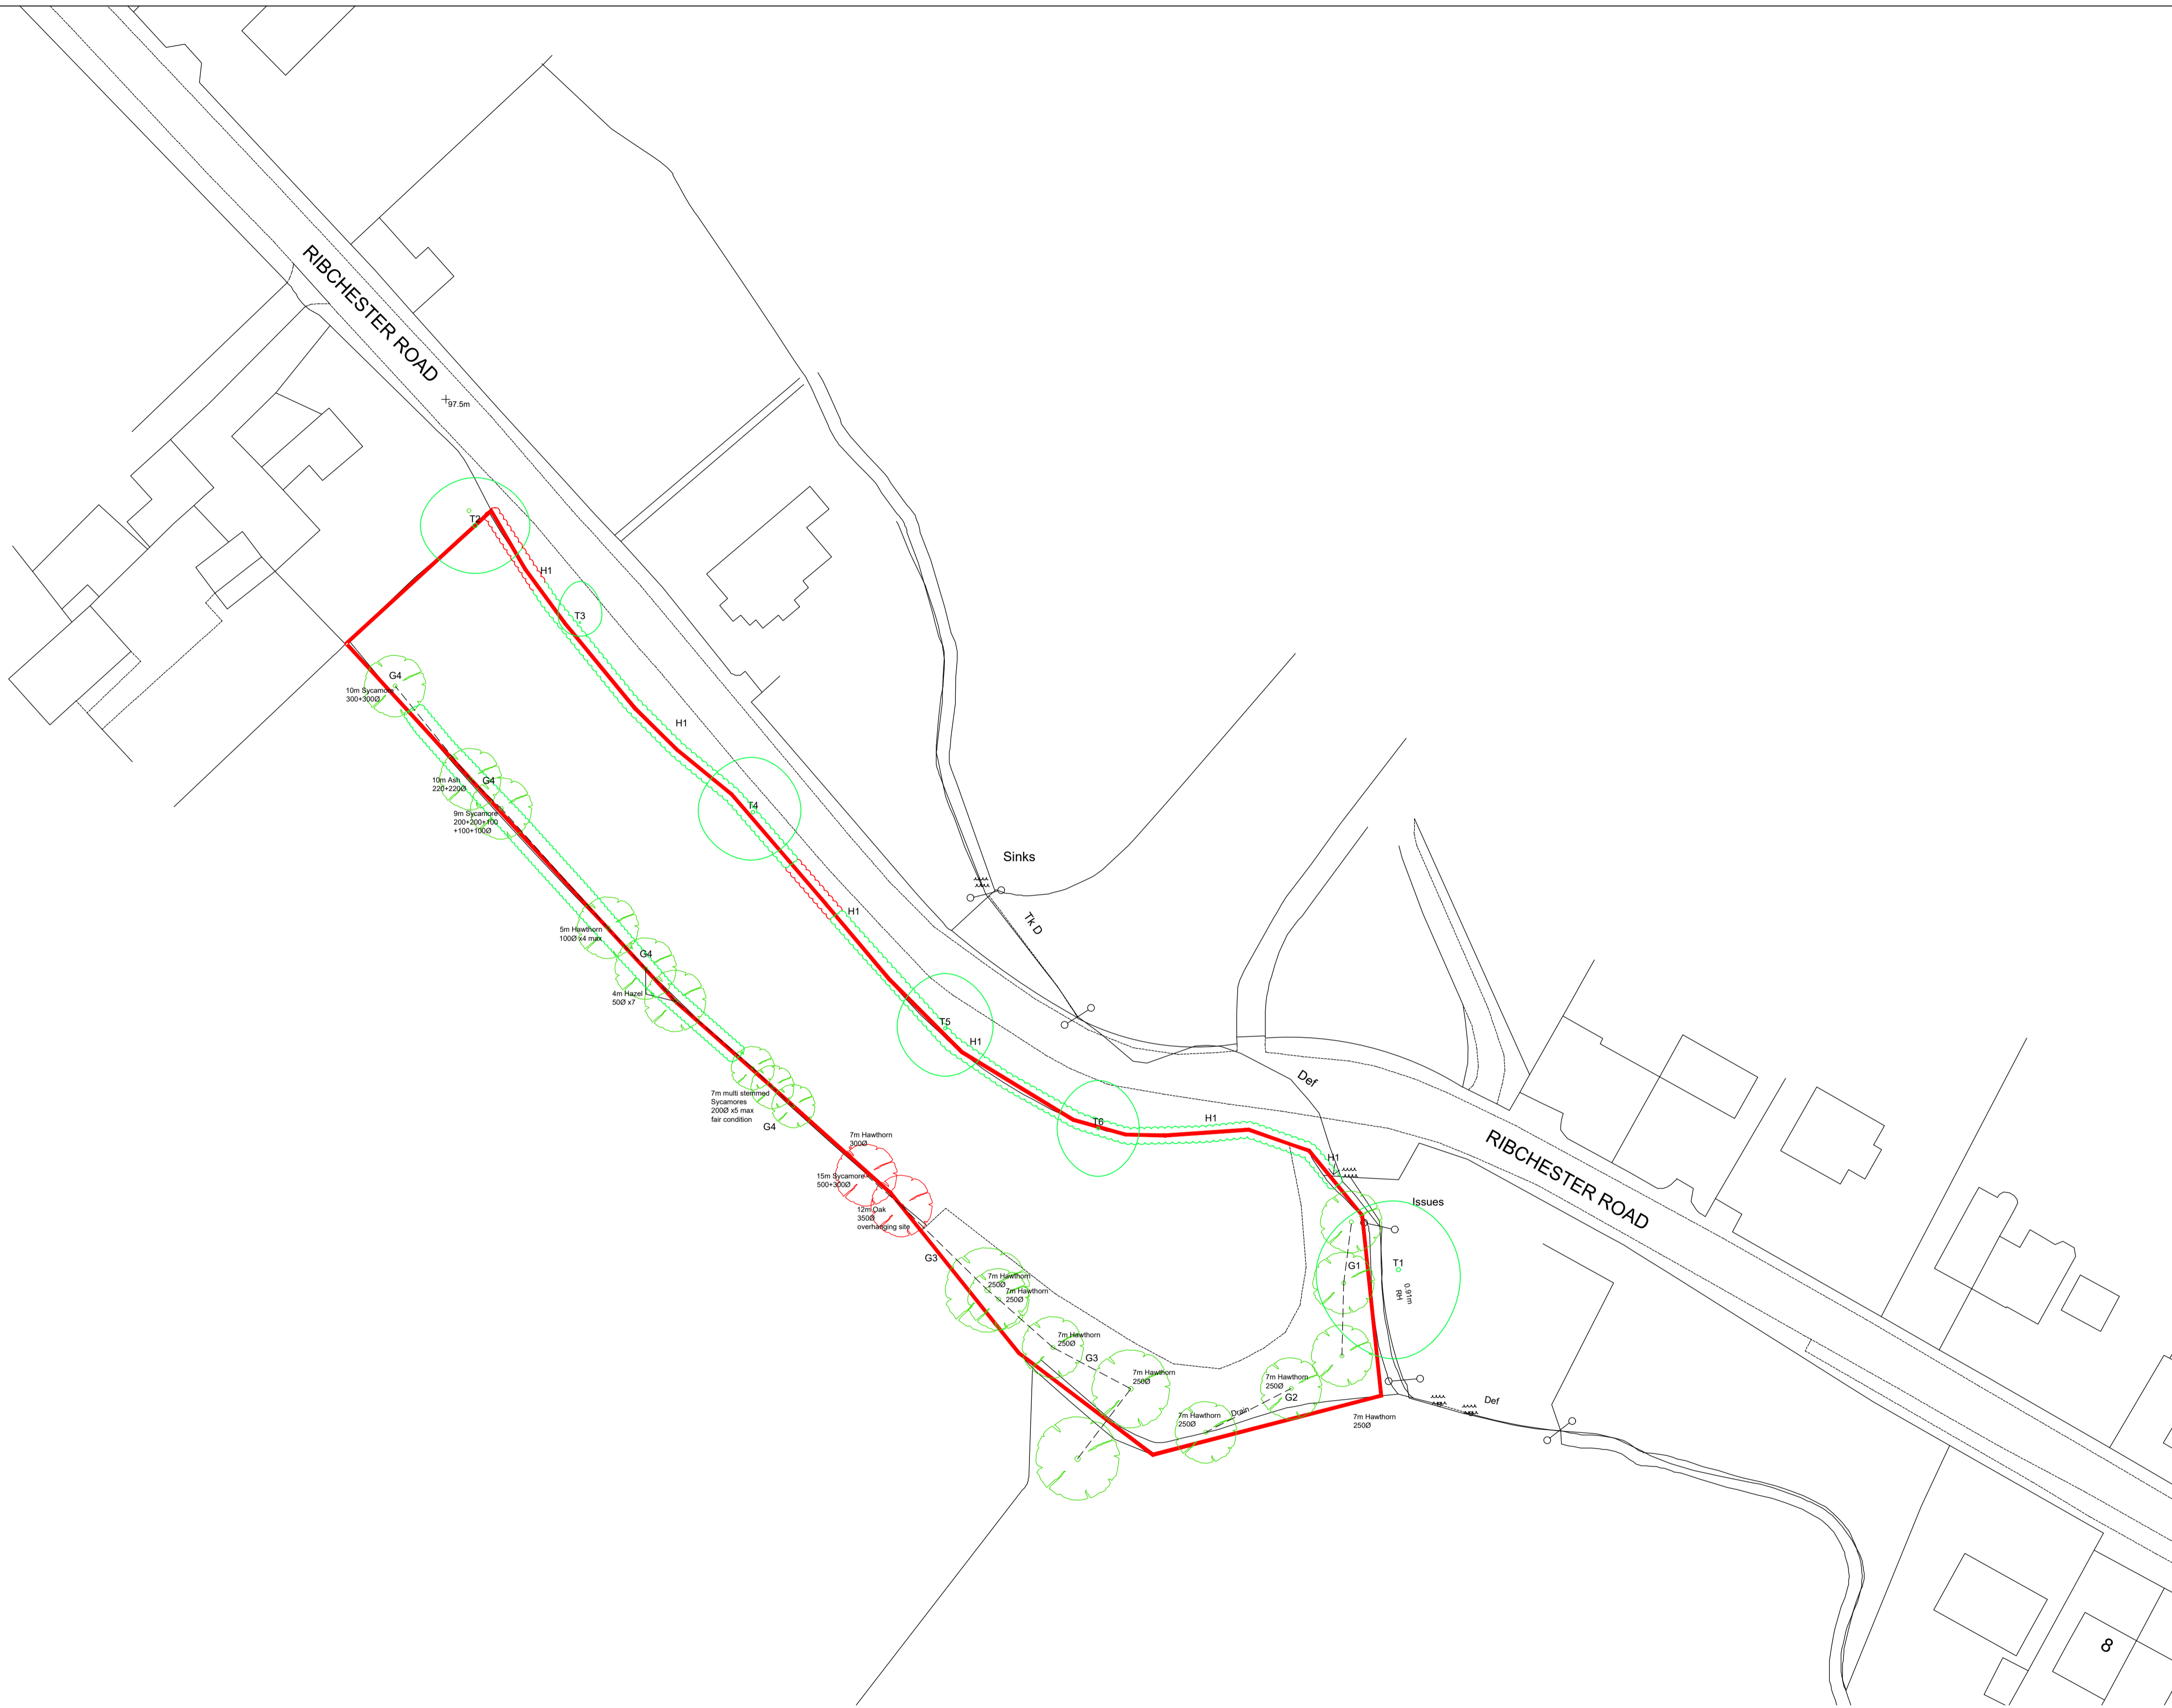 RIBCHESTER ROAD
97.5m
T2
H1
T3
G4
10m Sycamore
300+300Ø
H1
10m Ash
220+220Ø
G4
T4
9m Sycamore
200+200+100
+100+100Ø
Sinks
H1
Tk D
5m Hawthorn
100Ø x4 max
G4
4m Hazel
50Ø x7
T5
H1
Def
7m multi stemmed
Sycamores
200Ø x5 max
fair condition
G4
T6
H1
RIBCHESTER ROAD
7m Hawthorn
300Ø
H1
15m Sycamore
500+300Ø
Issues
12m Oak
350Ø
overhanging site
G3
G1
T1
0.91m
RH
7m Hawthorn
250Ø
7m Hawthorn
250Ø
7m Hawthorn
250Ø
G3
7m Hawthorn
250Ø
7m Hawthorn
250Ø
G2
Drain
7m Hawthorn
250Ø
7m Hawthorn
250Ø
Def
8